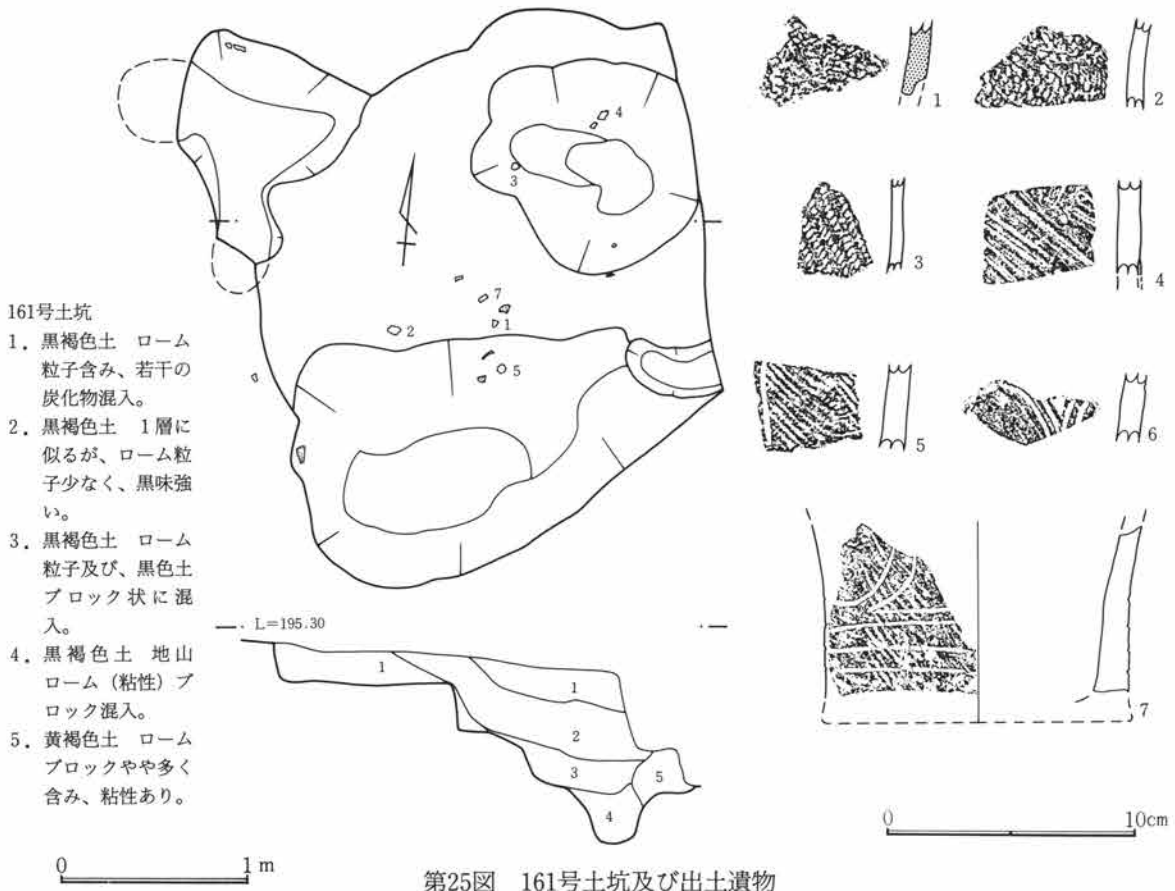 161号土坑
1．黒褐色土　ローム
粒子含み、若干の
炭化物混入。
2．黒褐色土　1層に
似るが、ローム粒
子少なく、黒味強
い。
3．黒褐色土　ローム
粒子及び、黒色土
ブロック状に混
入。
4．黒褐色土　地山
ローム（粘性）ブ
ロック混入。
5．黄褐色土　ローム
ブロックやや多く
含み、粘性あり。
4
3
7
1
2
5
L=195.30
1
1
2
3
5
4
0 1 m
1
2
3
4
5
6
7
0 10cm
第25図　161号土坑及び出土遺物